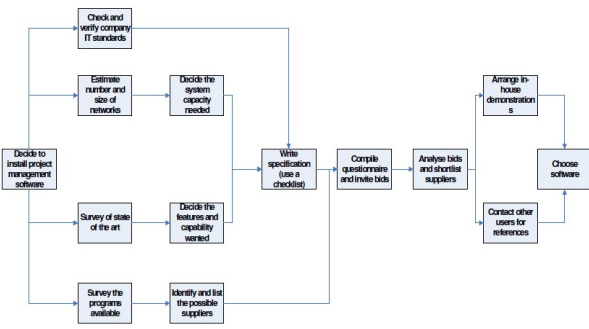 Check and
verify company
IT standards
Estimate
number and
size of
networks
Decide the
system
capacity
needed
Arrange in-
house
demonstration
s
Decide to
install project
management
software
Write
specification
(use a
checklist)
Compile
questionnaire
and invite bids
Analyse bids
and shortlist
suppliers
Choose
software
Survey of state
of the art
Decide the
features and
capability
wanted
Contact other
users for
references
Survey the
programs
available
Identify and list
the possible
suppliers